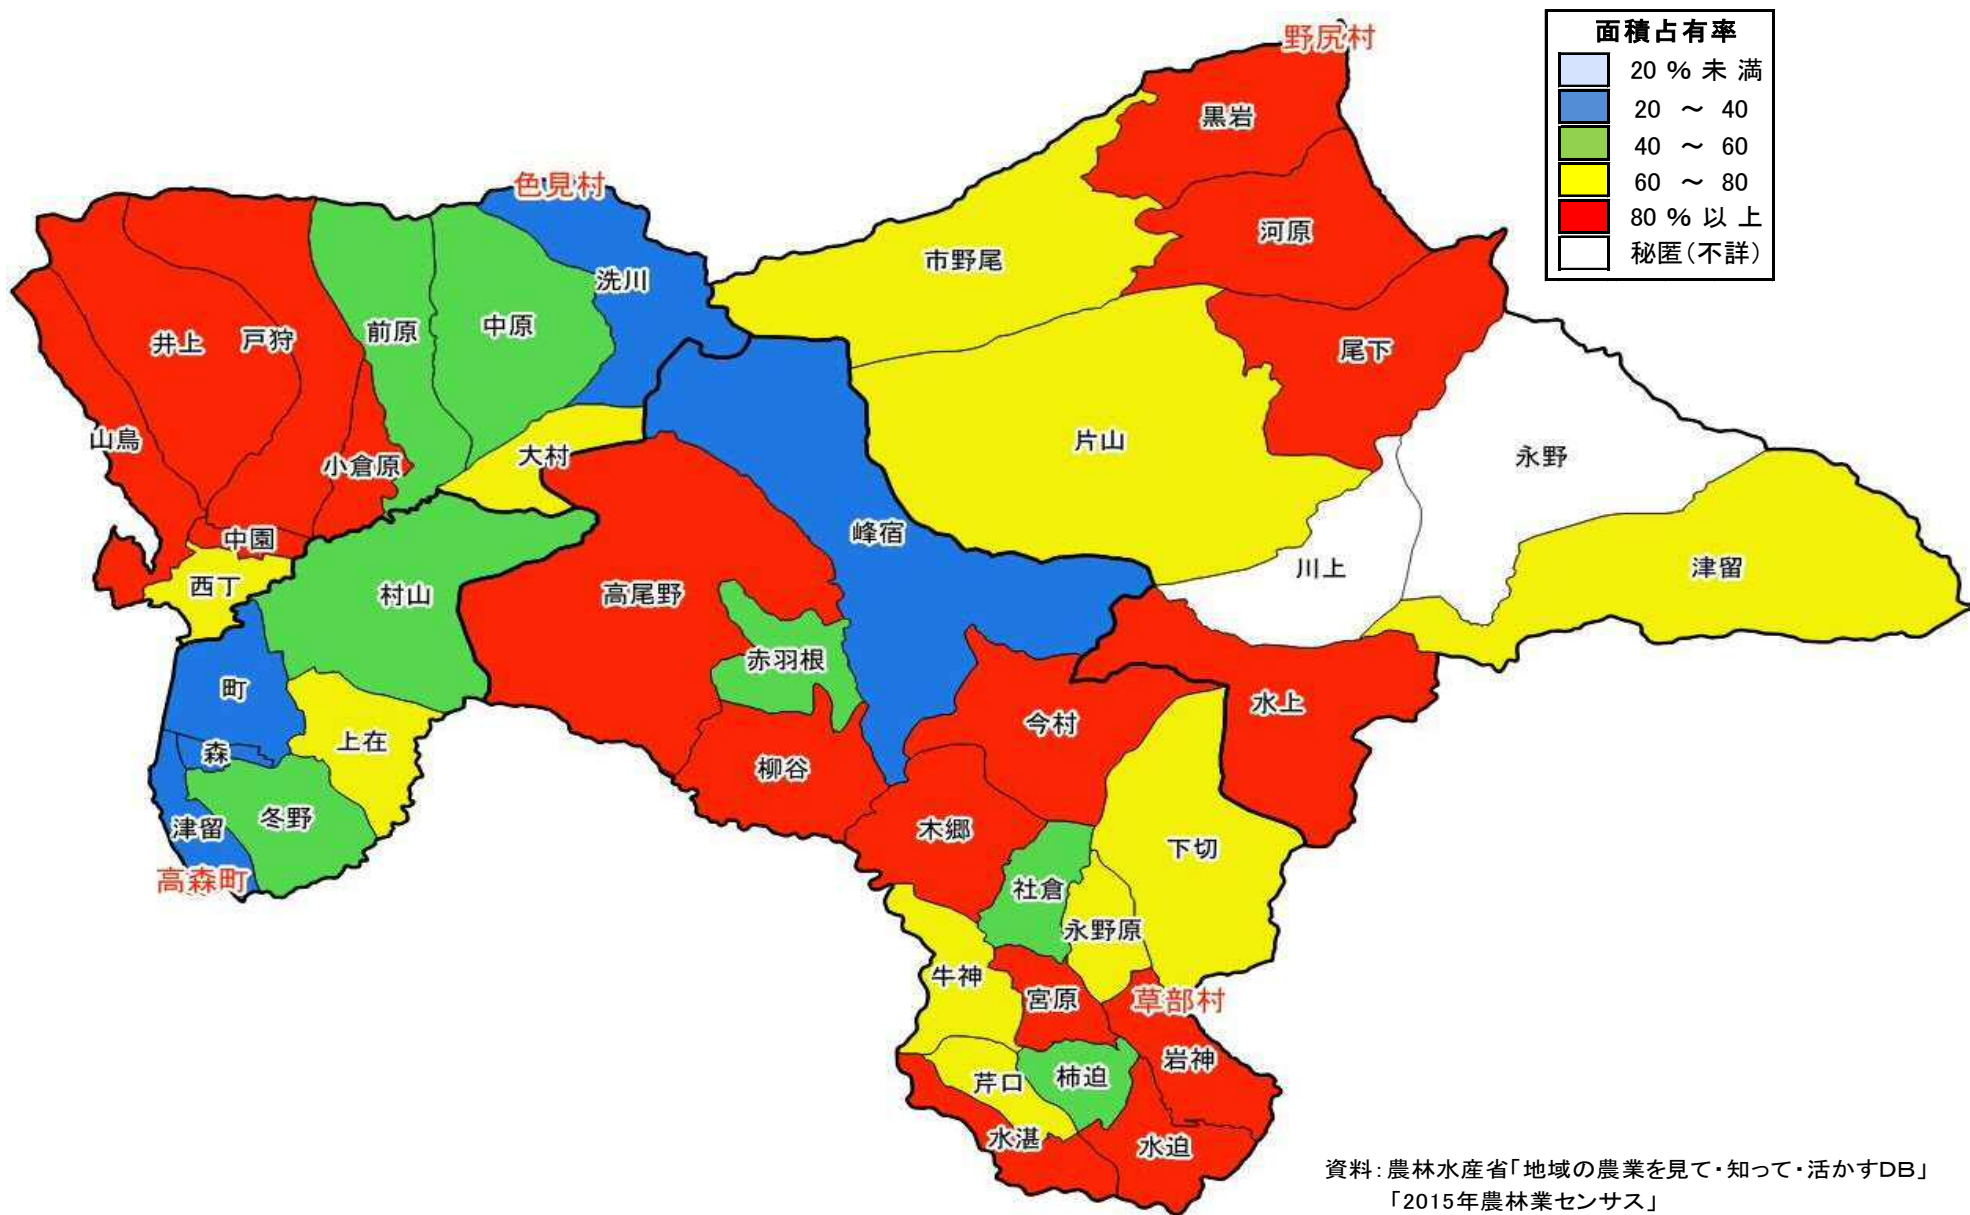 野尻村
面積占有率
20 % 未 満
20 ～ 40
40 ～ 60
60 ～ 80
80 % 以 上
秘匿(不詳)
黒岩
色見村
河原
市野尾
洗川
前原
中原
井上
戸狩
尾下
山鳥
小倉原
大村
片山
永野
中園
峰宿
西丁
村山
高尾野
川上
津留
赤羽根
町
水上
今村
上在
森
柳谷
津留
冬野
木郷
下切
高森町
社倉
永野原
牛神
宮原
草部村
岩神
芹口
柿迫
水湛
水迫
資料：農林水産省「地域の農業を見て・知って・活かすDB」
「2015年農林業センサス」